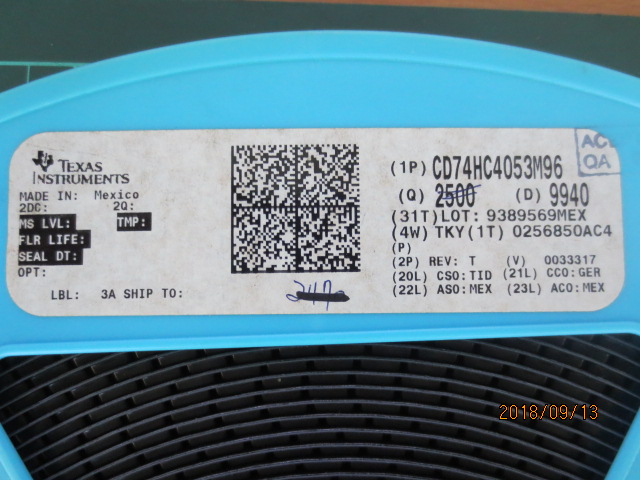 TEXAS
INSTRUMENTS
MADE IN: Mexico
2DC: 2Q:
MS LVL: TMP:
FLR LIFE:
SEAL DT:
OPT:
LBL: 3A SHIP TO:
(1P) CD74HC4053M96
(Q) 2500 (D) 9940
(31T)LOT: 9389569MEX
(4W) TKY(1T) 0256850AC4
(P)
(2P) REV: T (V) 0033317
(20L) CSO:TID (21L) CCO:GER
(22L) ASO:MEX (23L) ACO:MEX
QA
2018/09/13